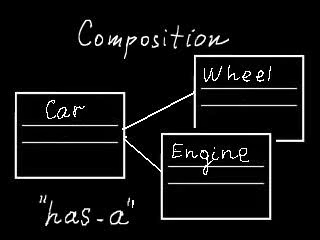 Composition
Wheel
Car
Engine
"has-a"